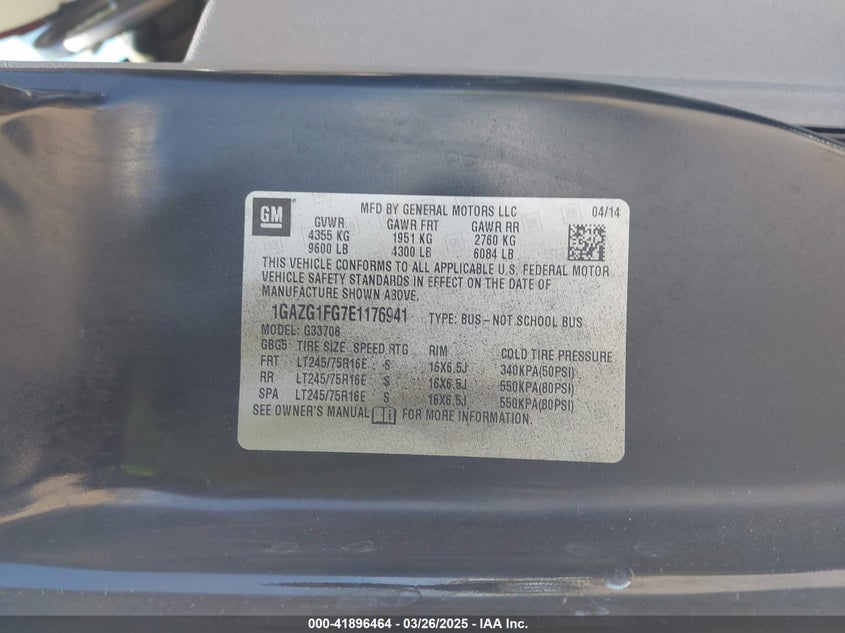 GM
MFD BY GENERAL MOTORS LLC 04/14
GVWR GAWR FRT GAWR RR
4355 KG 1951 KG 2760 KG
9600 LB 4300 LB 6084 LB
THIS VEHICLE CONFORMS TO ALL APPLICABLE U.S. FEDERAL MOTOR
VEHICLE SAFETY STANDARDS IN EFFECT ON THE DATE OF
MANUFACTURE SHOWN ABOVE.
1GAZG1FG7E1176941 TYPE: BUS-NOT SCHOOL BUS
MODEL: G33706
GBG5 TIRE SIZE SPEED RTG RIM COLD TIRE PRESSURE
FRT LT245/75R16E S 16X6.5J 340KPA(50PSI)
RR LT245/75R16E S 16X6.5J 550KPA(80PSI)
SPA LT245/75R16E S 16X6.5J 550KPA(80PSI)
SEE OWNER'S MANUAL FOR MORE INFORMATION.
000-41896464 - 03/26/2025 - IAA Inc.